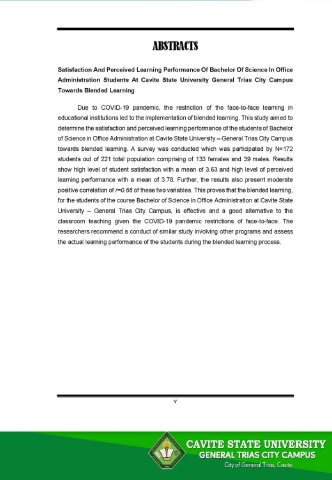 ABSTRACTS
Satisfaction And Perceived Learning Performance Of Bachelor Of Science In Office
Administration Students At Cavite State University General Trias City Campus
Towards Blended Learning
Due to COVID-19 pandemic, the restriction of the face-to-face learning in
educational institutions led to the implementation of blended learning. This study aimed to
determine the satisfaction and perceived learning performance of the students of Bachelor
of Science in Office Administration at Cavite State University – General Trias City Campus
towards blended learning. A survey was conducted which was participated by N=172
students out of 221 total population comprising of 133 females and 39 males. Results
show high level of student satisfaction with a mean of 3.63 and high level of perceived
learning performance with a mean of 3.78. Further, the results also present moderate
positive correlation of r=0.66 of these two variables. This proves that the blended learning,
for the students of the course Bachelor of Science in Office Administration at Cavite State
University – General Trias City Campus, is effective and a good alternative to the
classroom teaching given the COVID-19 pandemic restrictions of face-to-face. The
researchers recommend a conduct of similar study involving other programs and assess
the actual learning performance of the students during the blended learning process.
v
CAVITE STATE UNIVERSITY
GENERAL TRIAS CITY CAMPUS
City of General Trias, Cavite